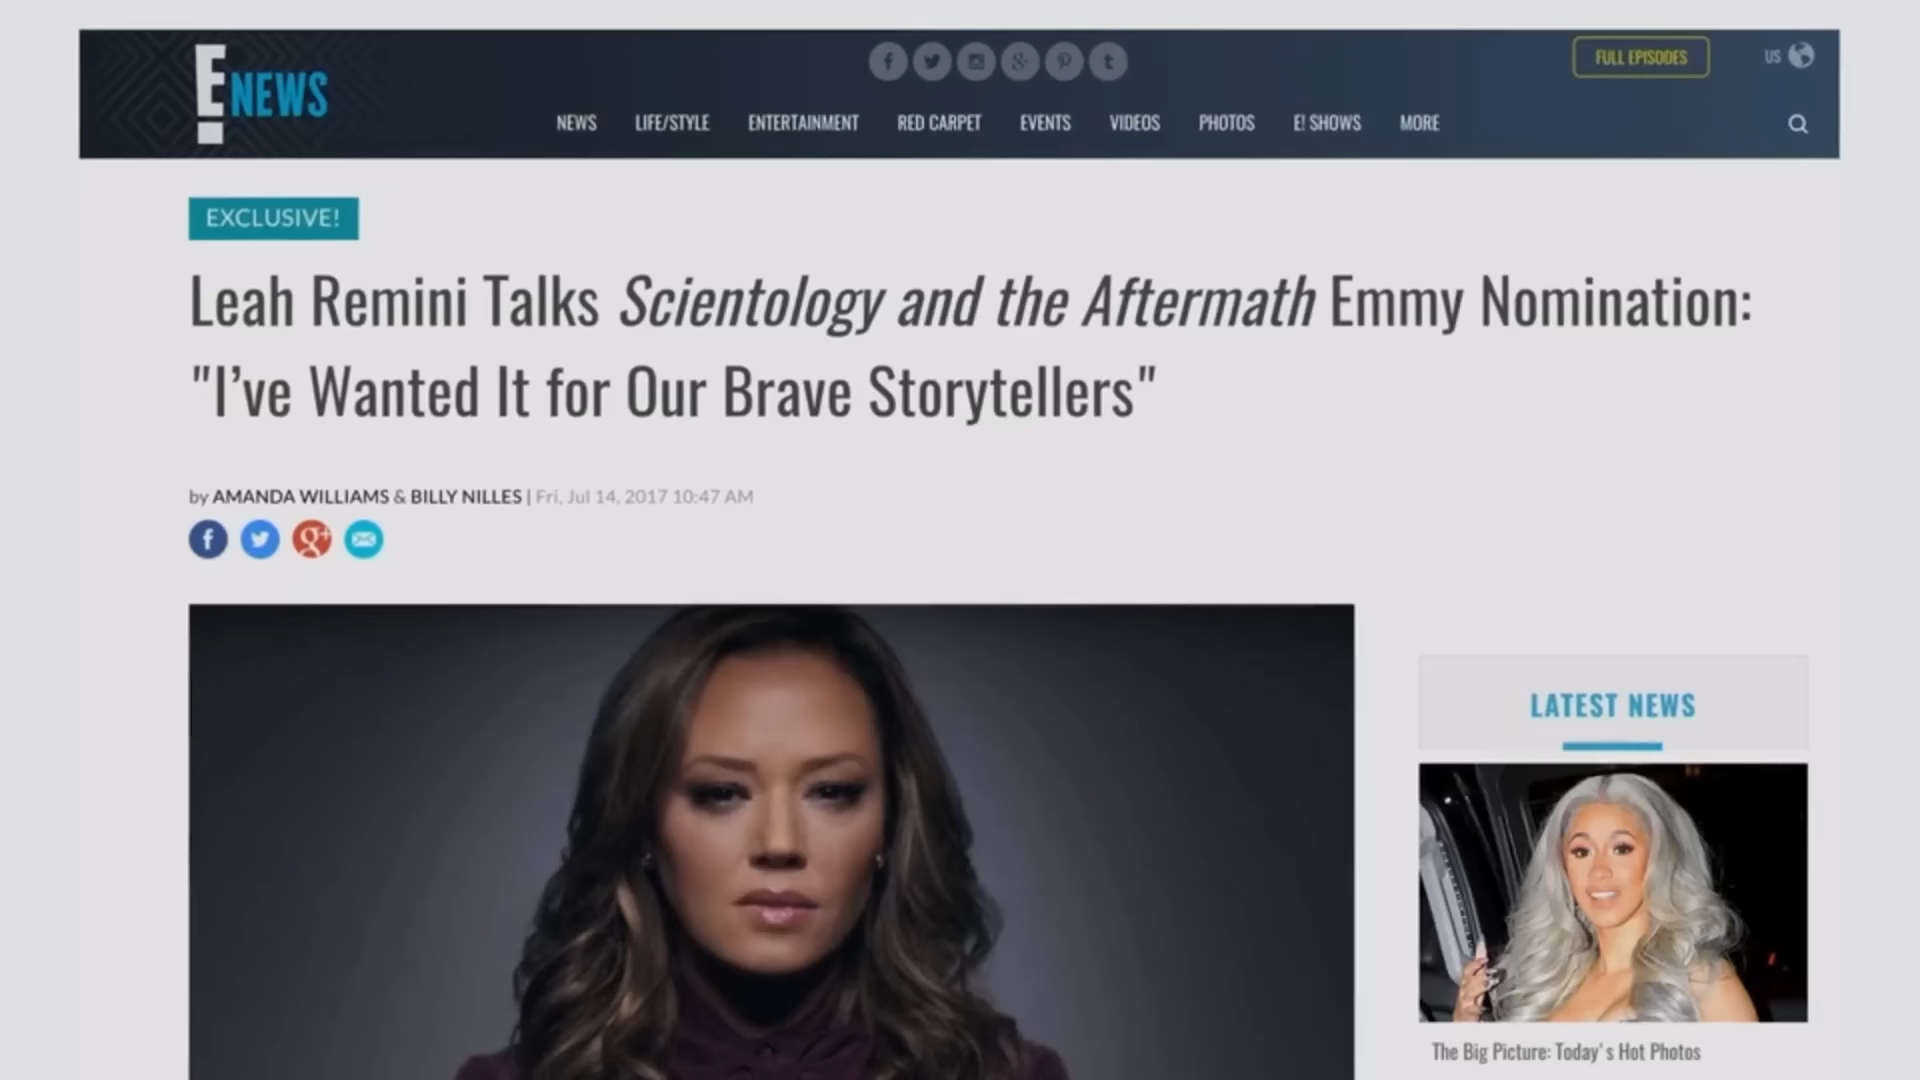 E! NEWS
FULL EPISODES
US
NEWS LIFE/STYLE ENTERTAINMENT RED CARPET EVENTS VIDEOS PHOTOS E! SHOWS MORE
EXCLUSIVE!
Leah Remini Talks Scientology and the Aftermath Emmy Nomination:
"I’ve Wanted It for Our Brave Storytellers"
by AMANDA WILLIAMS & BILLY NILLES | Fri, Jul 14, 2017 10:47 AM
LATEST NEWS
The Big Picture: Today's Hot Photos